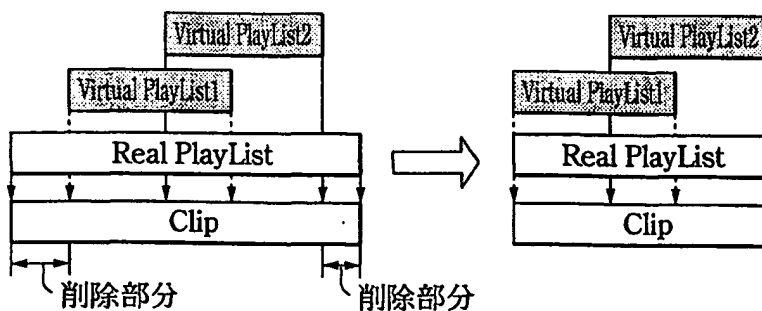 Virtual PlayList2
Virtual PlayList1
Real PlayList
Clip
削除部分
削除部分
Virtual PlayList2
Virtual PlayList1
Real PlayList
Clip